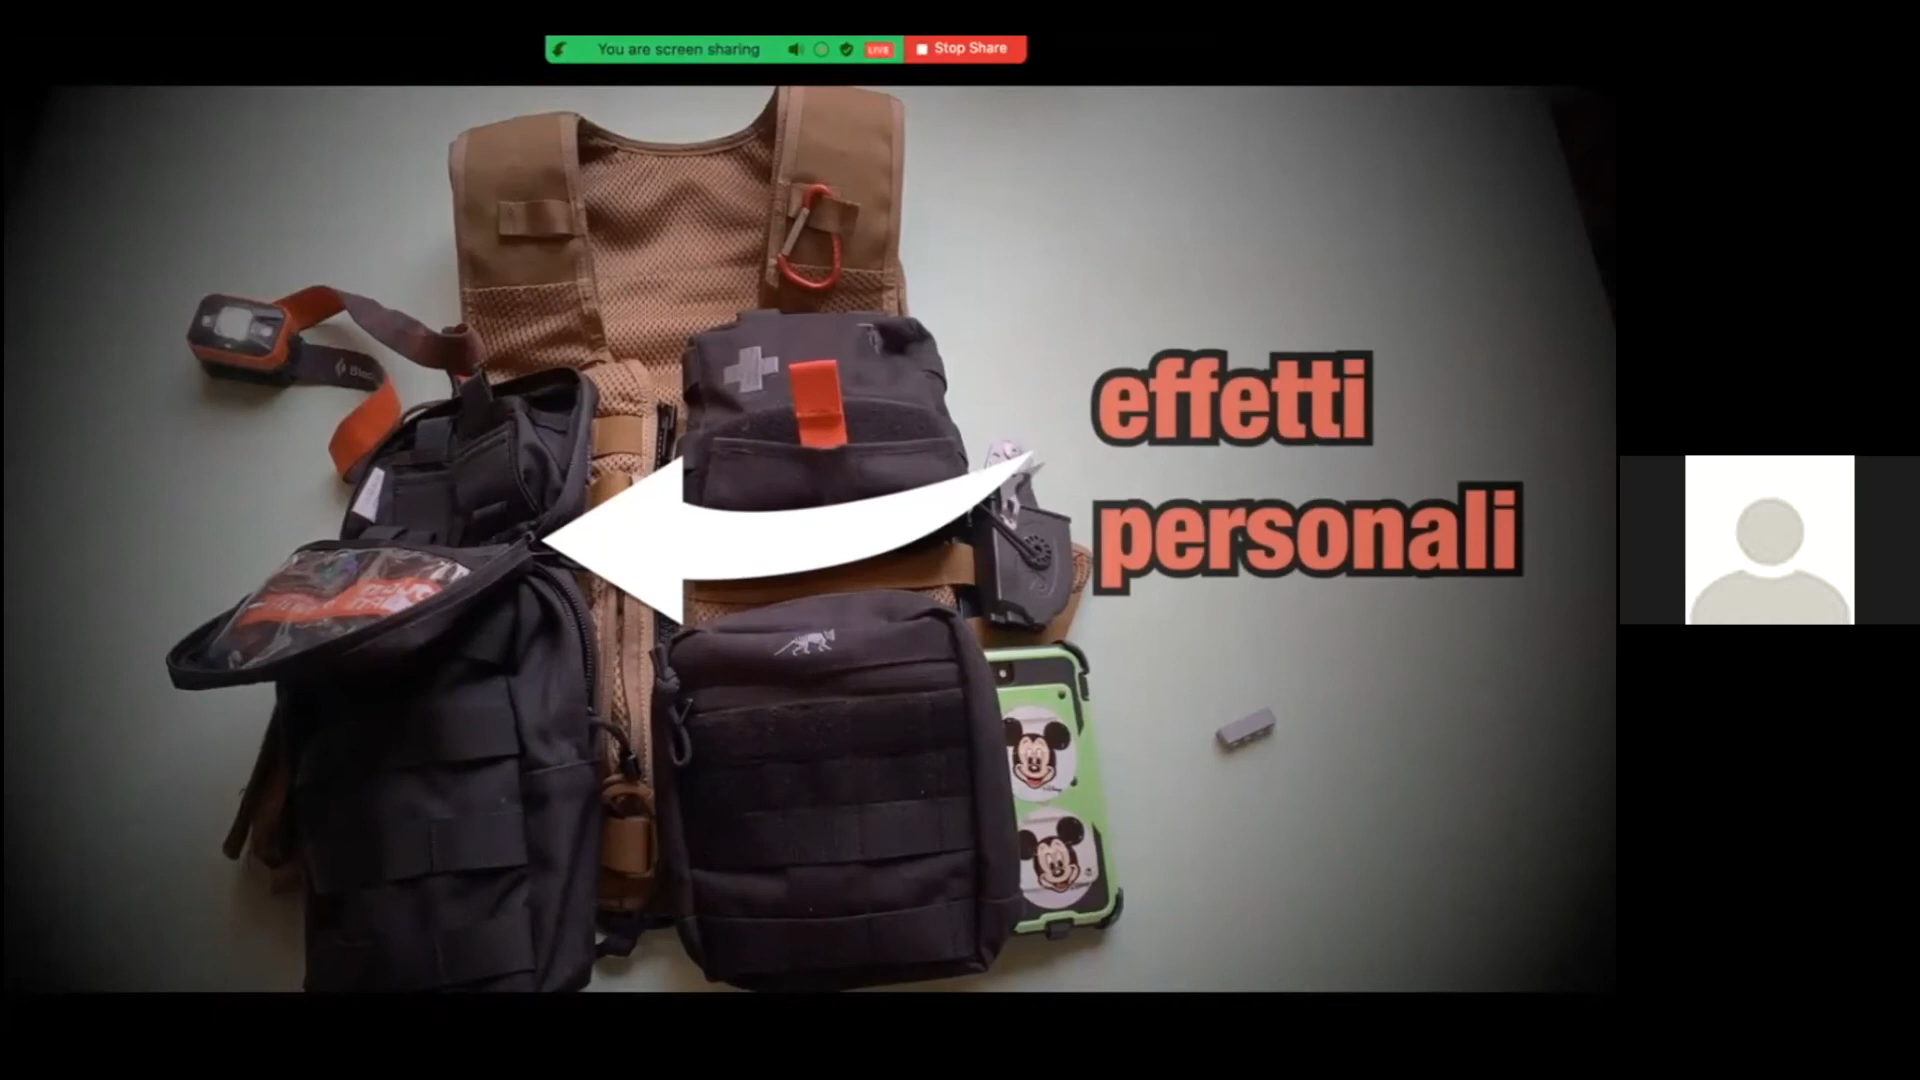 You are screen sharing
LIVE
Stop Share
effetti
personali